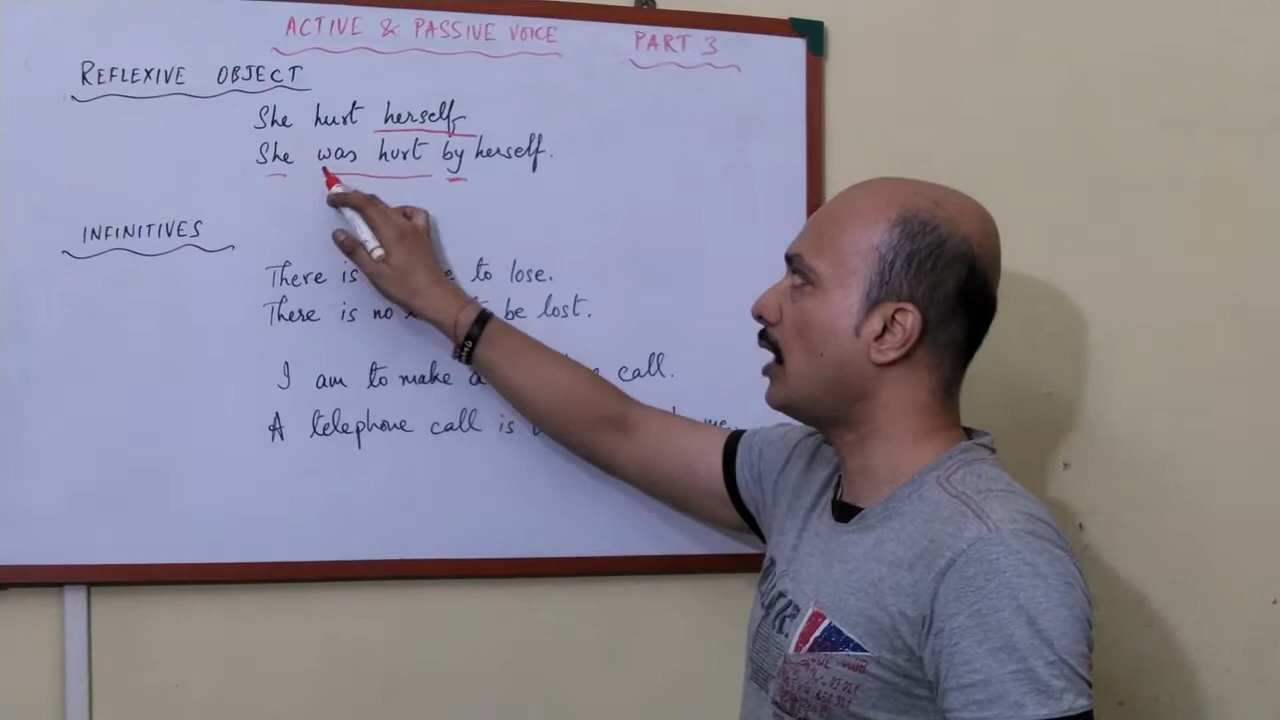 ACTIVE & PASSIVE VOICE PART 3
REFLEXIVE OBJECT
She hurt herself
She was hurt by herself.
INFINITIVES
There is to lose.
There is no be lost.
I am to make a call.
A telephone call is me.